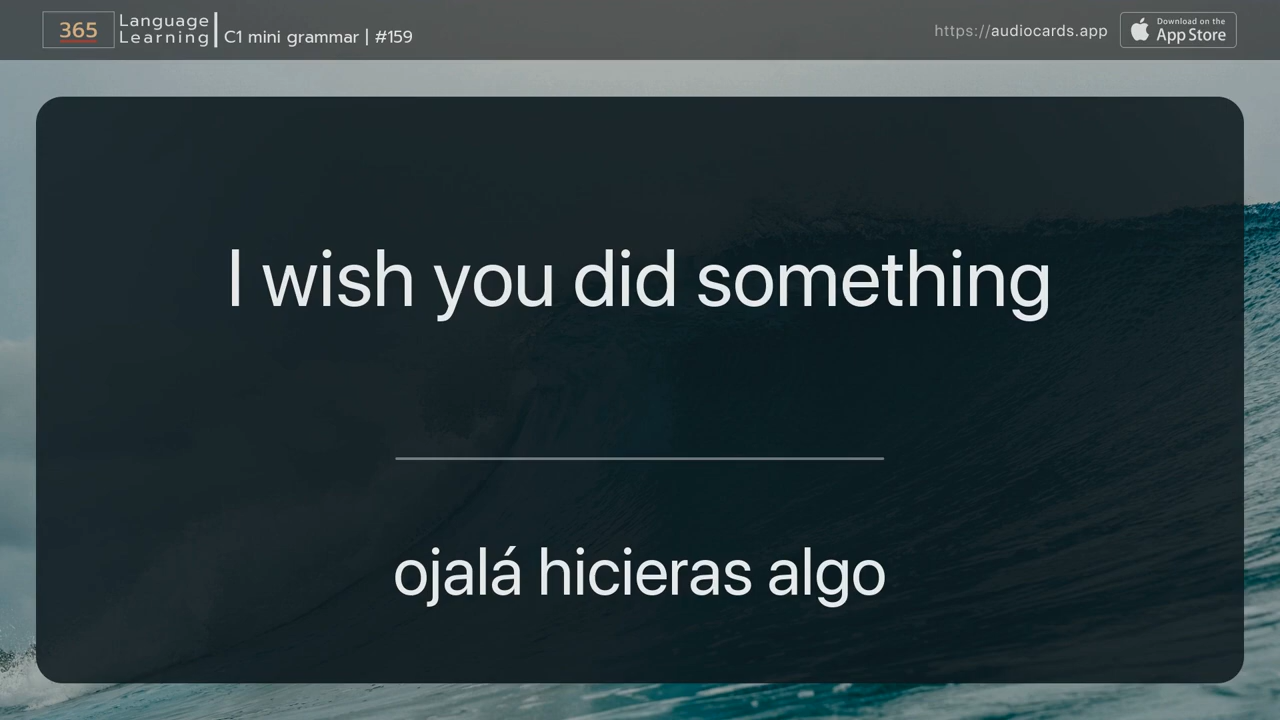 365
Language
Learning
C1 mini grammar | #159
https://audiocards.app
Download on the
App Store
I wish you did something
ojalá hicieras algo